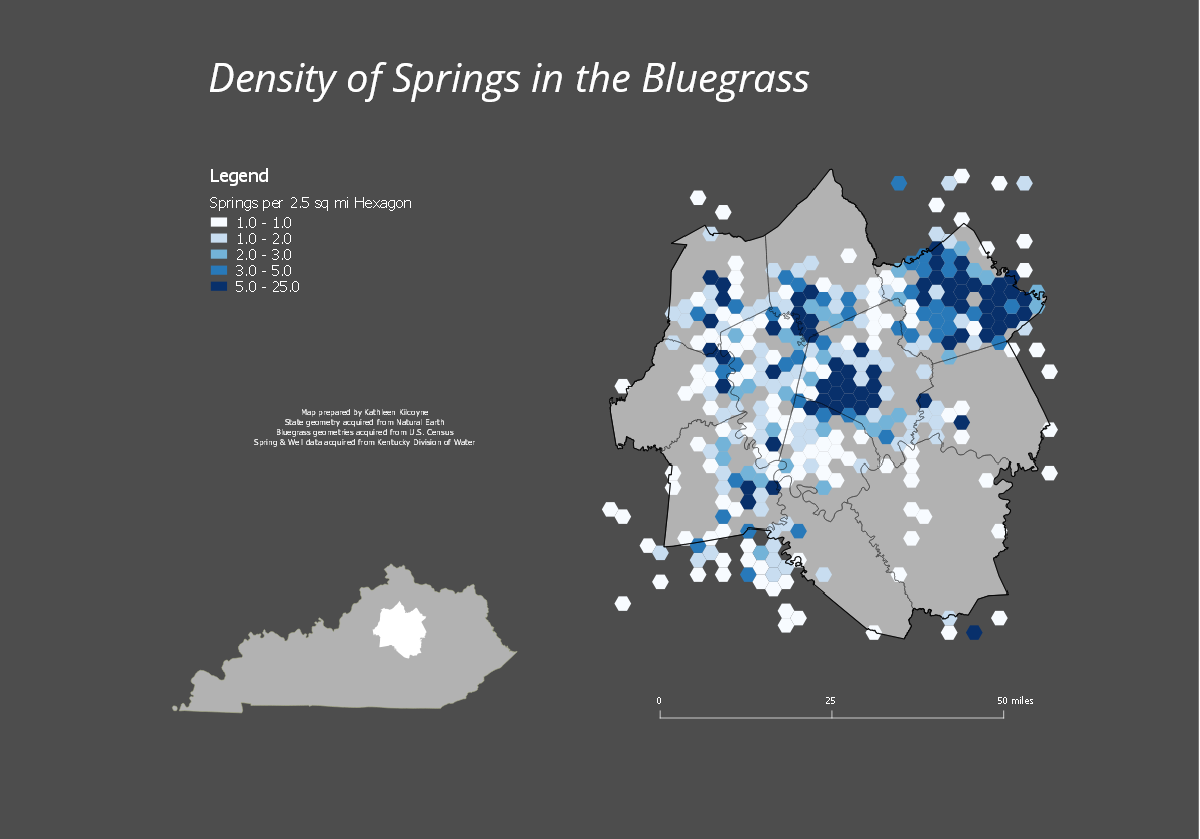 Density of Springs in the Bluegrass
Legend
Springs per 2.5 sq mi Hexagon
1.0 - 1.0
1.0 - 2.0
2.0 - 3.0
3.0 - 5.0
5.0 - 25.0
Map prepared by Kathleen Kilcoyne
State geometry acquired from Natural Earth
Bluegrass geometries acquired from U.S. Census
Spring & Well data acquired from Kentucky Division of Water
0 25 50 miles